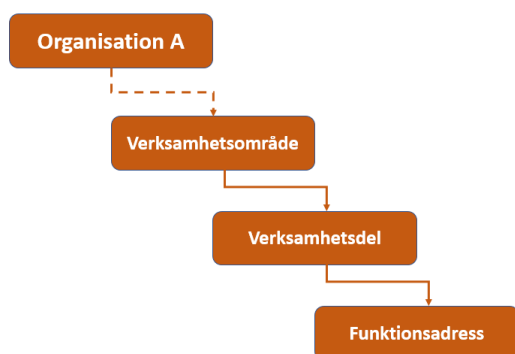 Organisation A
Verksamhetsområde
Verksamhetsdel
Funktionsadress